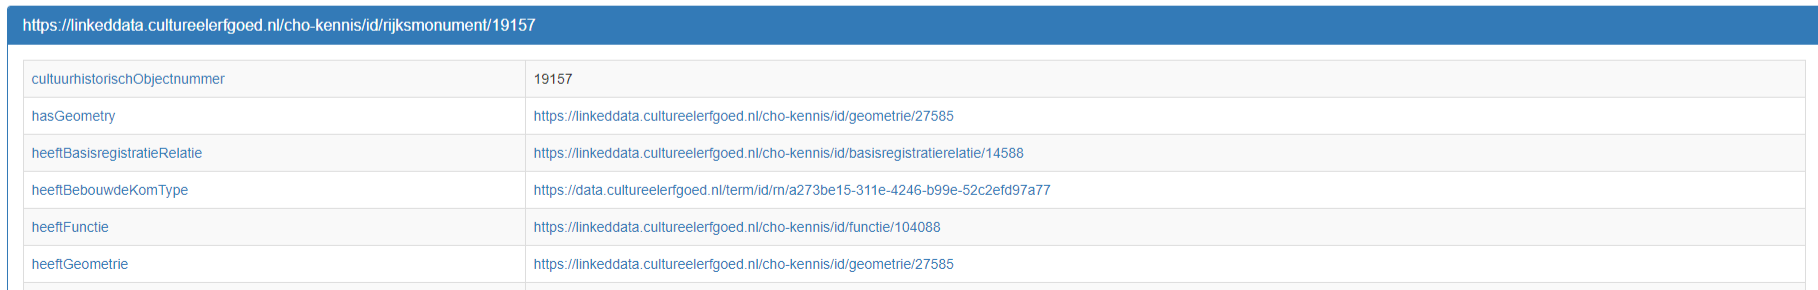 https://linkeddata.cultureelerfgoed.nl/cho-kennis/id/rijksmonument/19157
cultuurhistorischObjectnummer 19157
hasGeometry https://linkeddata.cultureelerfgoed.nl/cho-kennis/id/geometrie/27585
heeftBasisregistratieRelatie https://linkeddata.cultureelerfgoed.nl/cho-kennis/id/basisregistratierelatie/14588
heeftBebouwdeKomType https://data.cultureelerfgoed.nl/term/id/rn/a273be15-311e-4246-b99e-52c2efd97a77
heeftFunctie https://linkeddata.cultureelerfgoed.nl/cho-kennis/id/functie/104088
heeftGeometrie https://linkeddata.cultureelerfgoed.nl/cho-kennis/id/geometrie/27585